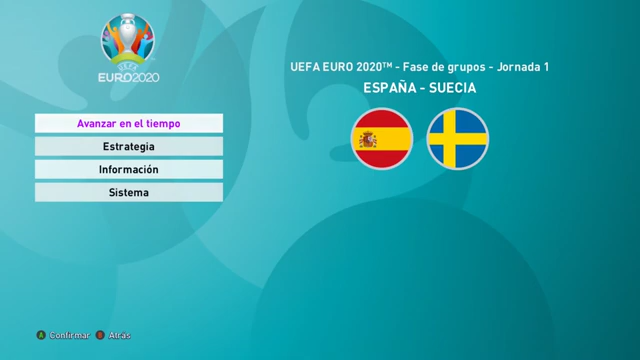 UEFA
EURO2020
UEFA EURO 2020™ - Fase de grupos - Jornada 1
ESPAÑA - SUECIA
Avanzar en el tiempo
Estrategia
Información
Sistema
A Confirmar B Atrás